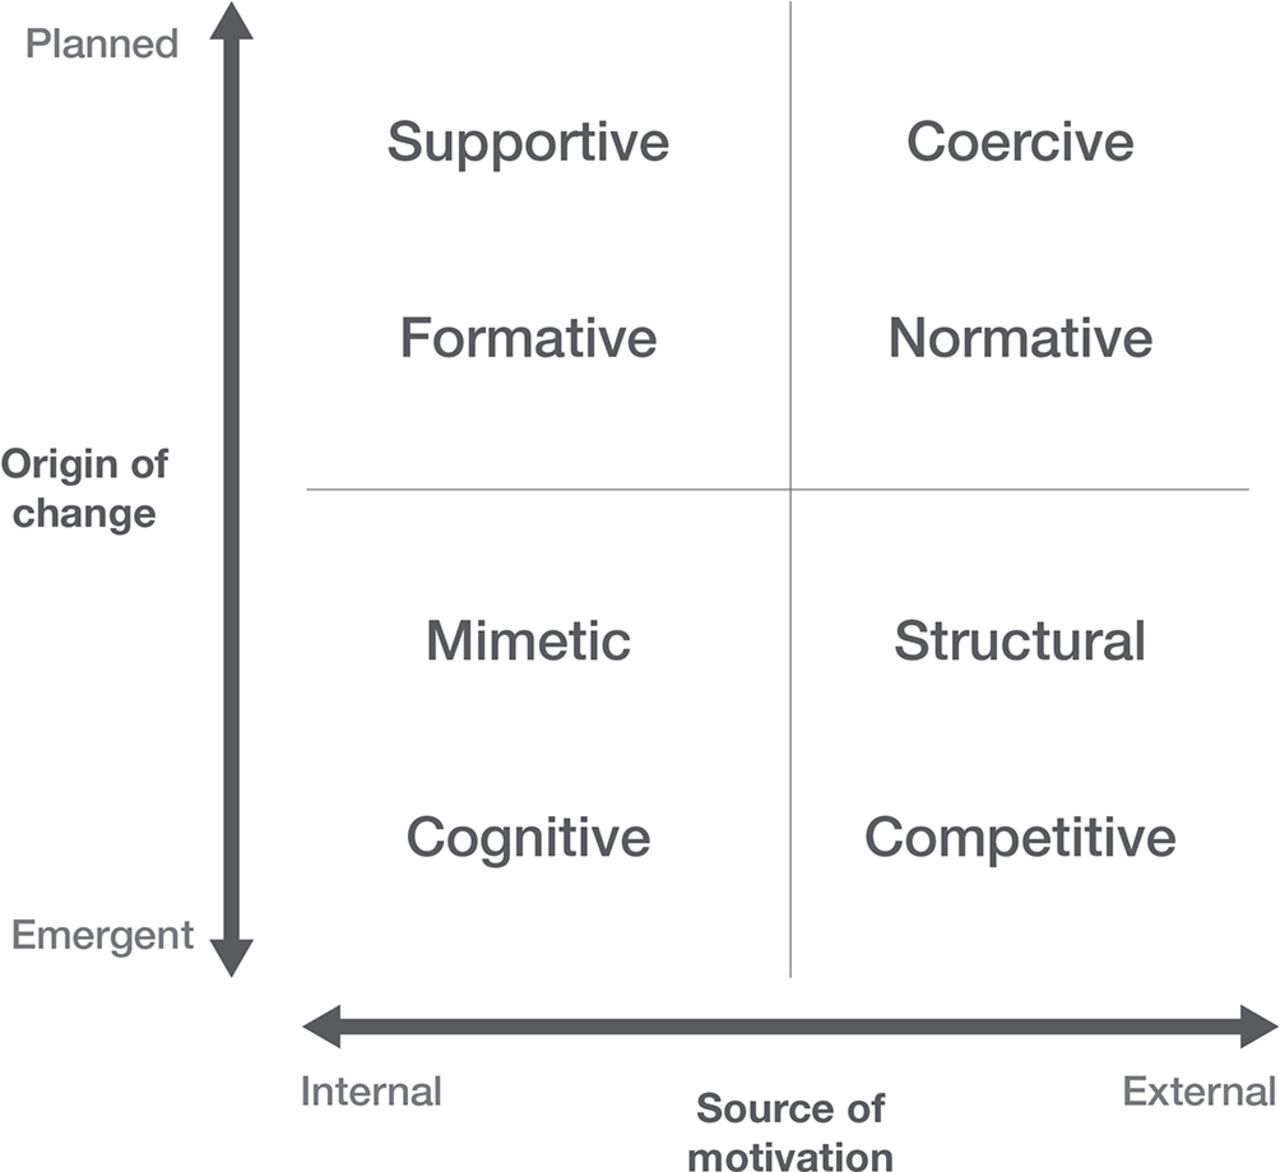 Planned
Supportive
Coercive
Formative
Normative
Origin of
change
Mimetic
Structural
Cognitive
Competitive
Emergent
Internal
External
Source of
motivation